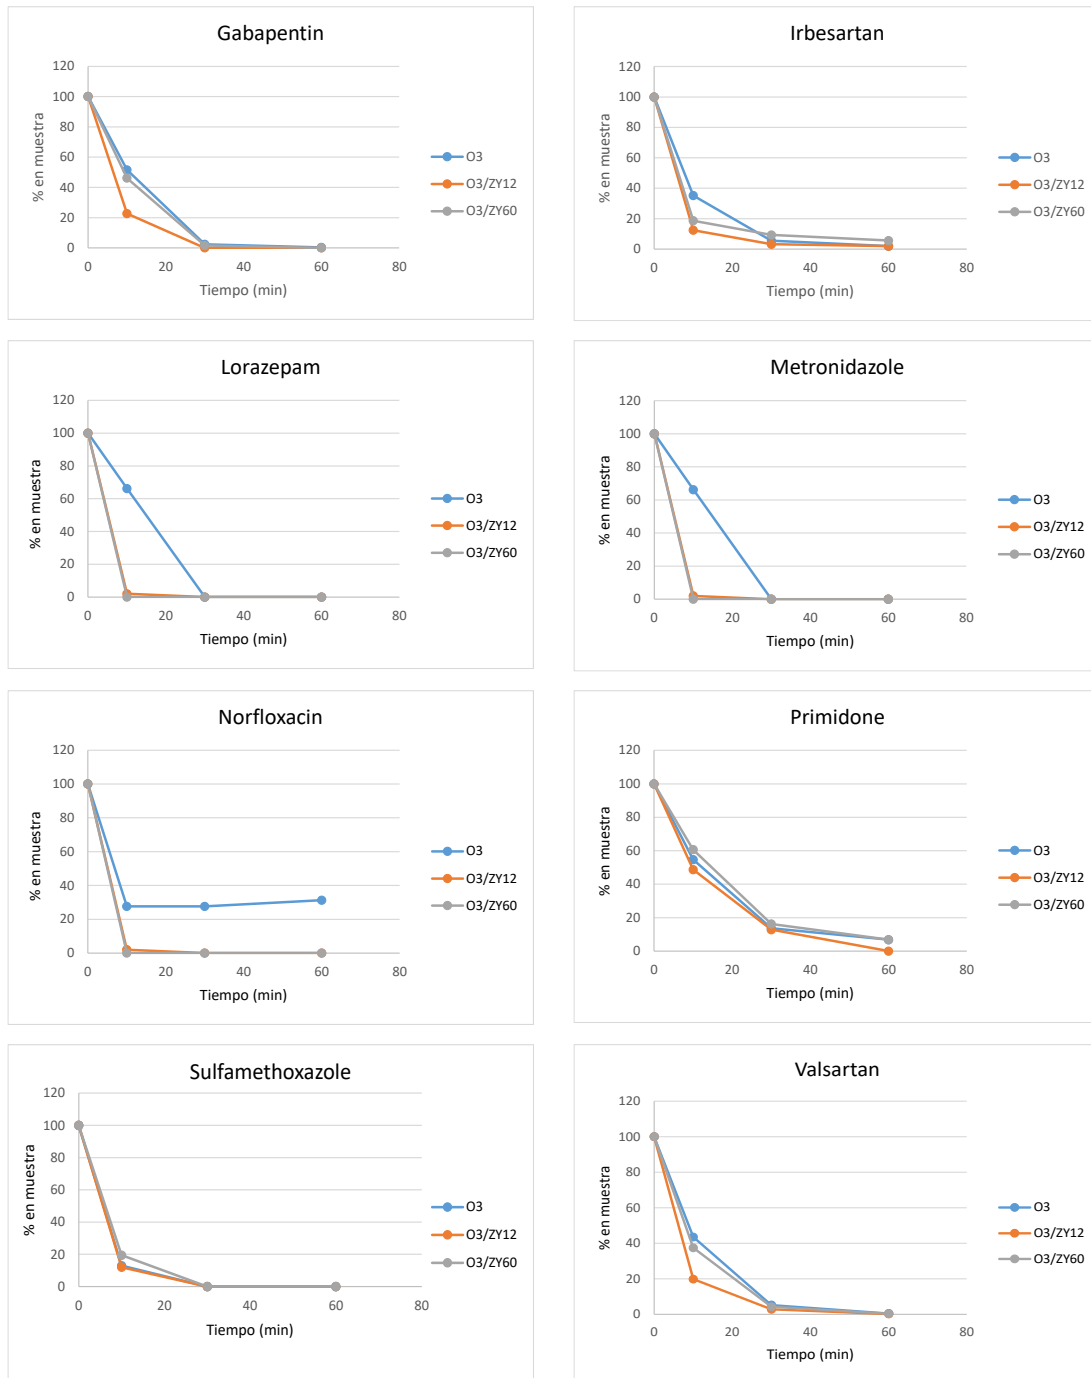 Gabapentin
120
100
80
60
40
20
0
0 20 40 60 80
% en muestra
Tiempo (min)
O3
O3/ZY12
O3/ZY60
Irbesartan
120
100
80
60
40
20
0
0 20 40 60 80
% en muestra
Tiempo (min)
O3
O3/ZY12
O3/ZY60
Lorazepam
120
100
80
60
40
20
0
0 20 40 60 80
% en muestra
Tiempo (min)
O3
O3/ZY12
O3/ZY60
Metronidazole
120
100
80
60
40
20
0
0 20 40 60 80
% en muestra
Tiempo (min)
O3
O3/ZY12
O3/ZY60
Norfloxacin
120
100
80
60
40
20
0
0 20 40 60 80
% en muestra
Tiempo (min)
O3
O3/ZY12
O3/ZY60
Primidone
120
100
80
60
40
20
0
0 20 40 60 80
% en muestra
Tiempo (min)
O3
O3/ZY12
O3/ZY60
Sulfamethoxazole
120
100
80
60
40
20
0
0 20 40 60 80
% en muestra
Tiempo (min)
O3
O3/ZY12
O3/ZY60
Valsartan
120
100
80
60
40
20
0
0 20 40 60 80
% en muestra
Tiempo (min)
O3
O3/ZY12
O3/ZY60